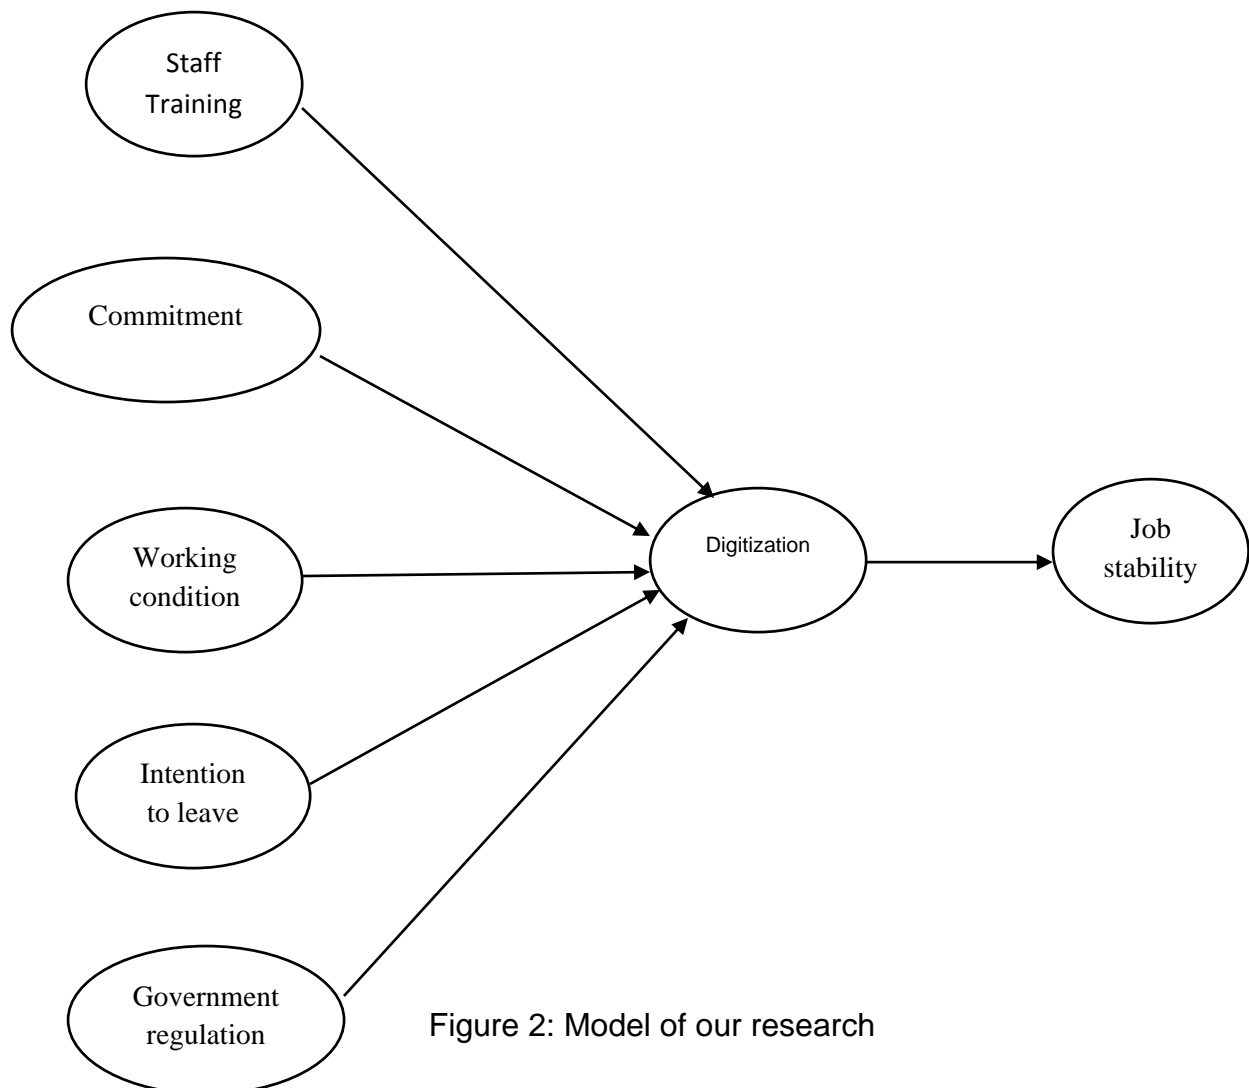 Staff
Training
Commitment
Working
condition
Digitization
Job
stability
Intention
to leave
Government
regulation
Figure 2: Model of our research